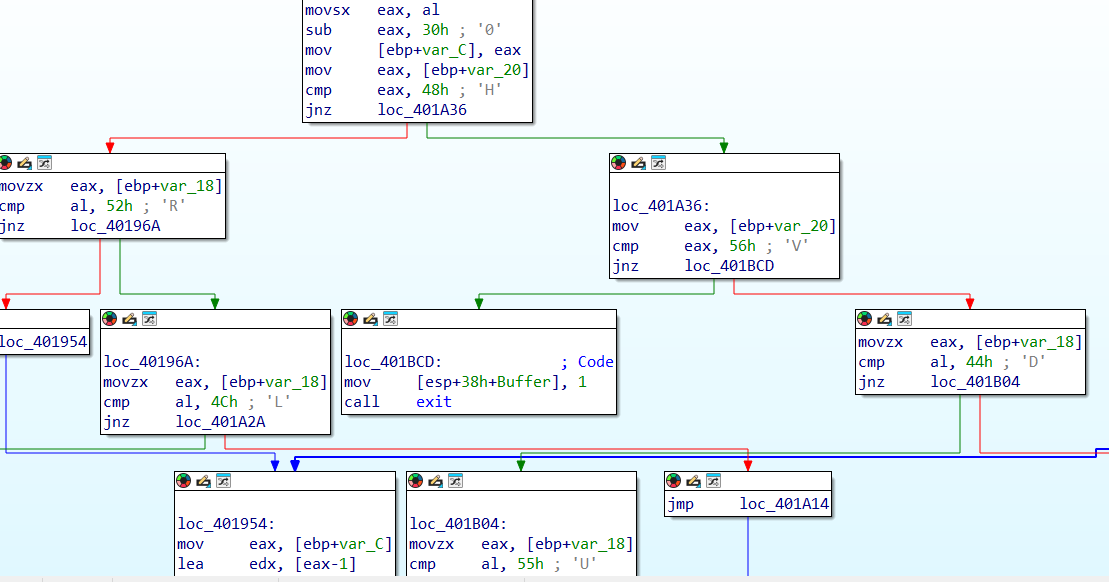 movsx eax, al
sub eax, 30h ; '0'
mov [ebp+var_C], eax
mov eax, [ebp+var_20]
cmp eax, 48h ; 'H'
jnz loc_401A36
movzx eax, [ebp+var_18]
cmp al, 52h ; 'R'
jnz loc_40196A
loc_401A36:
mov eax, [ebp+var_20]
cmp eax, 56h ; 'V'
jnz loc_401BCD
loc_401954
loc_40196A:
movzx eax, [ebp+var_18]
cmp al, 4Ch ; 'L'
jnz loc_401A2A
loc_401BCD: ; Code
mov [esp+38h+Buffer], 1
call exit
movzx eax, [ebp+var_18]
cmp al, 44h ; 'D'
jnz loc_401B04
loc_401954:
mov eax, [ebp+var_C]
lea edx, [eax-1]
loc_401B04:
movzx eax, [ebp+var_18]
cmp al, 55h ; 'U'
jmp loc_401A14